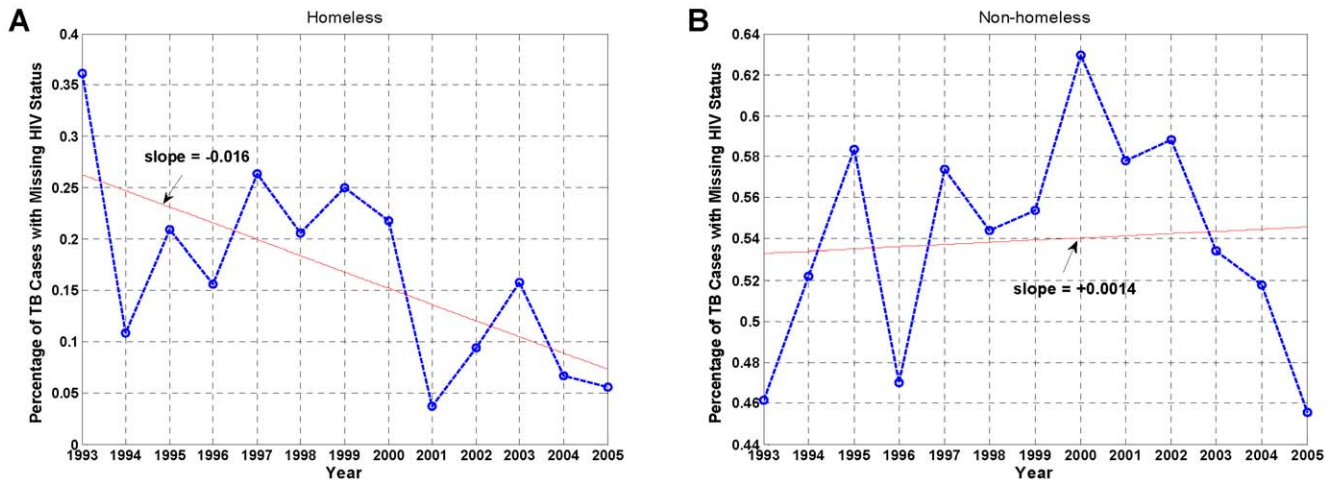 A
Homeless
Percentage of TB Cases with Missing HIV Status
0.4
0.35
0.3
0.25
0.2
0.15
0.1
0.05
0
slope = -0.016
1993 1994 1995 1996 1997 1998 1999 2000 2001 2002 2003 2004 2005
Year
B
Non-homeless
Percentage of TB Cases with Missing HIV Status
0.64
0.62
0.6
0.58
0.56
0.54
0.52
0.5
0.48
0.46
0.44
slope = +0.0014
1993 1994 1995 1996 1997 1998 1999 2000 2001 2002 2003 2004 2005
Year